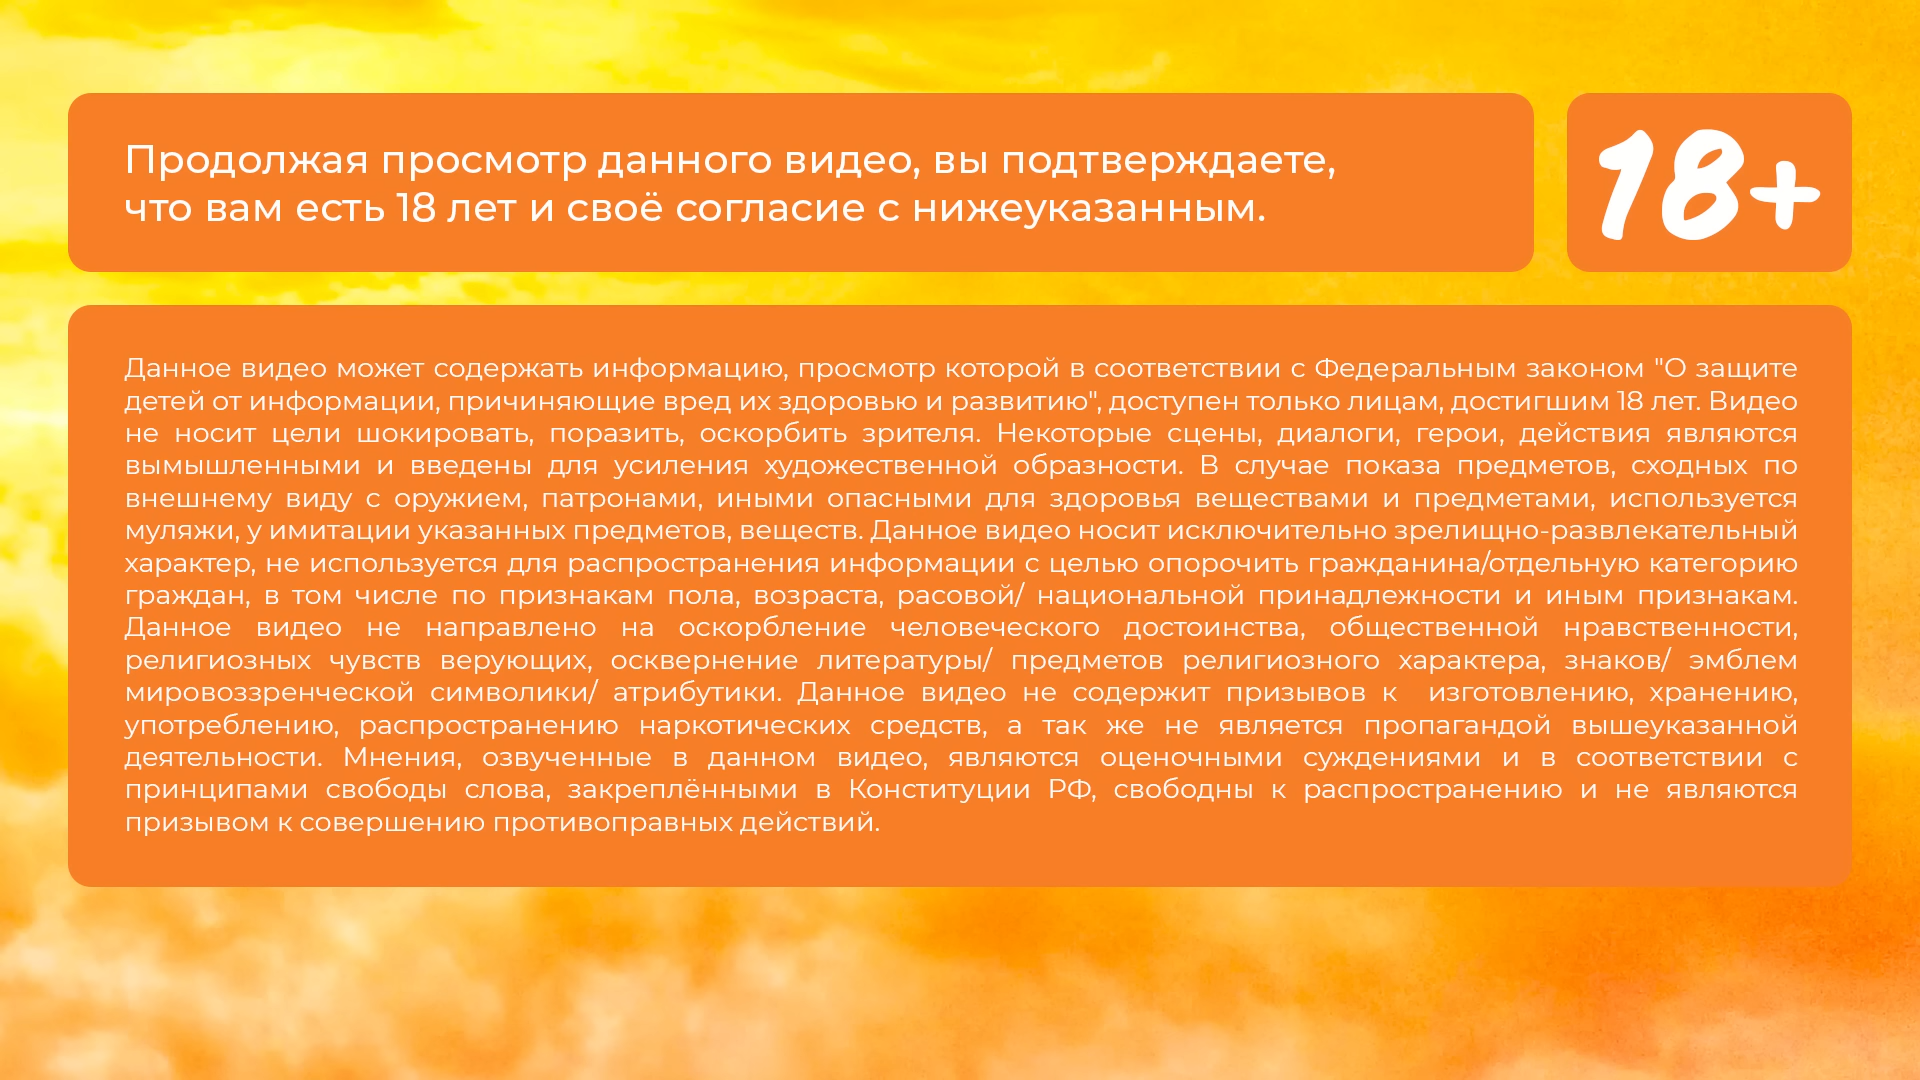 Продолжая просмотр данного видео, вы подтверждаете,
что вам есть 18 лет и своё согласие с нижеуказанным.
18+
Данное видео может содержать информацию, просмотр которой в соответствии с Федеральным законом "О защите
детей от информации, причиняющие вред их здоровью и развитию", доступен только лицам, достигшим 18 лет. Видео
не носит цели шокировать, поразить, оскорбить зрителя. Некоторые сцены, диалоги, герои, действия являются
вымышленными и введены для усиления художественной образности. В случае показа предметов, сходных по
внешнему виду с оружием, патронами, иными опасными для здоровья веществами и предметами, используется
муляжи, у имитации указанных предметов, веществ. Данное видео носит исключительно зрелищно-развлекательный
характер, не используется для распространения информации с целью опорочить гражданина/отдельную категорию
граждан, в том числе по признакам пола, возраста, расовой/ национальной принадлежности и иным признакам.
Данное видео не направлено на оскорбление человеческого достоинства, общественной нравственности,
религиозных чувств верующих, осквернение литературы/ предметов религиозного характера, знаков/ эмблем
мировоззренческой символики/ атрибутики. Данное видео не содержит призывов к изготовлению, хранению,
употреблению, распространению наркотических средств, а так же не является пропагандой вышеуказанной
деятельности. Мнения, озвученные в данном видео, являются оценочными суждениями и в соответствии с
принципами свободы слова, закреплёнными в Конституции РФ, свободны к распространению и не являются
призывом к совершению противоправных действий.